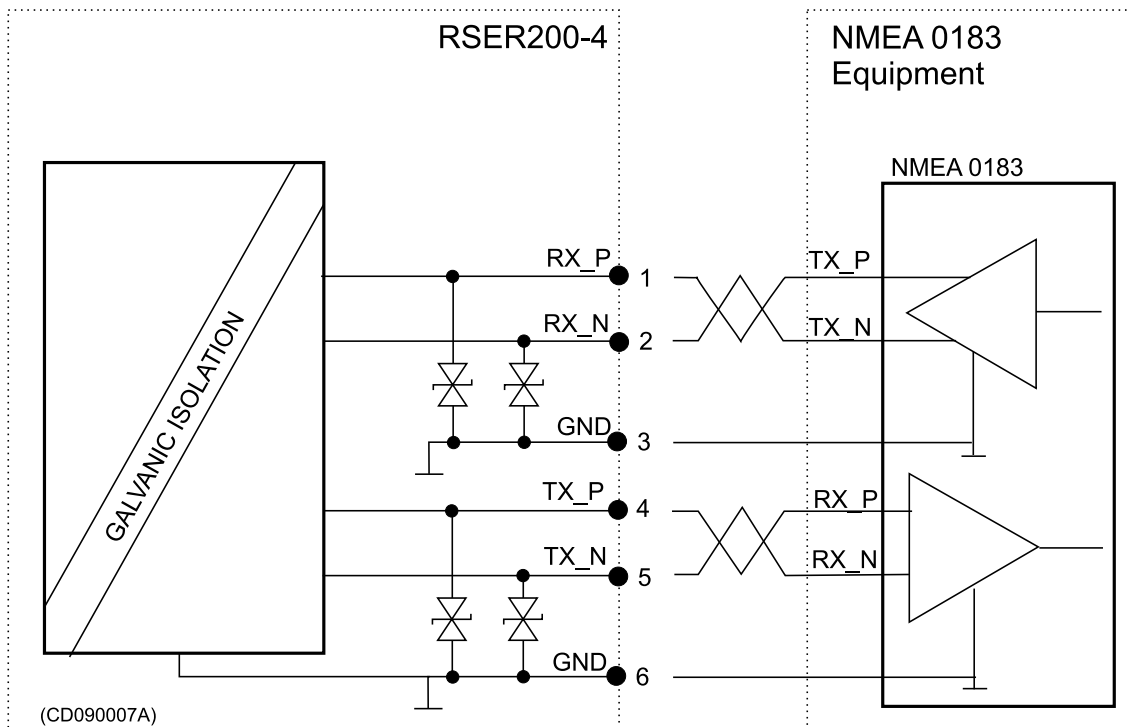 RSER200-4
NMEA 0183
Equipment
NMEA 0183
GALVANIC ISOLATION
RX_P
1
TX_P
RX_N
2
TX_N
GND
3
TX_P
4
RX_P
TX_N
5
RX_N
GND
6
(CD090007A)